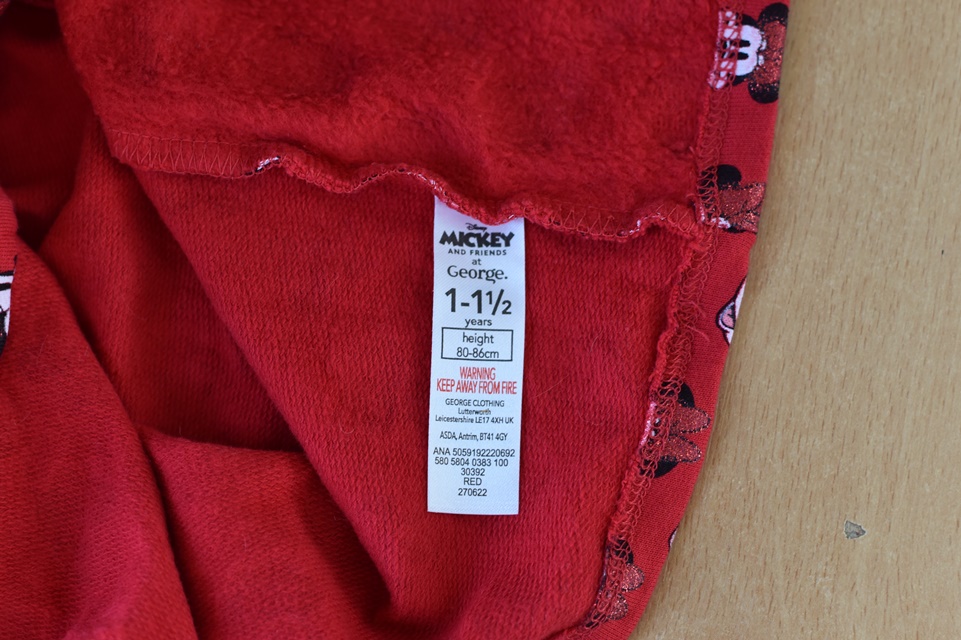 Disney
MICKEY
AND FRIENDS
at
George.
1-1½
years
height
80-86cm
WARNING
KEEP AWAY FROM FIRE
GEORGE CLOTHING
Lutterworth
Leicestershire LE17 4XH UK
ASDA, Antrim, BT41 4GY
ANA 5059192220692
580 5804 0383 100
30392
RED
270622